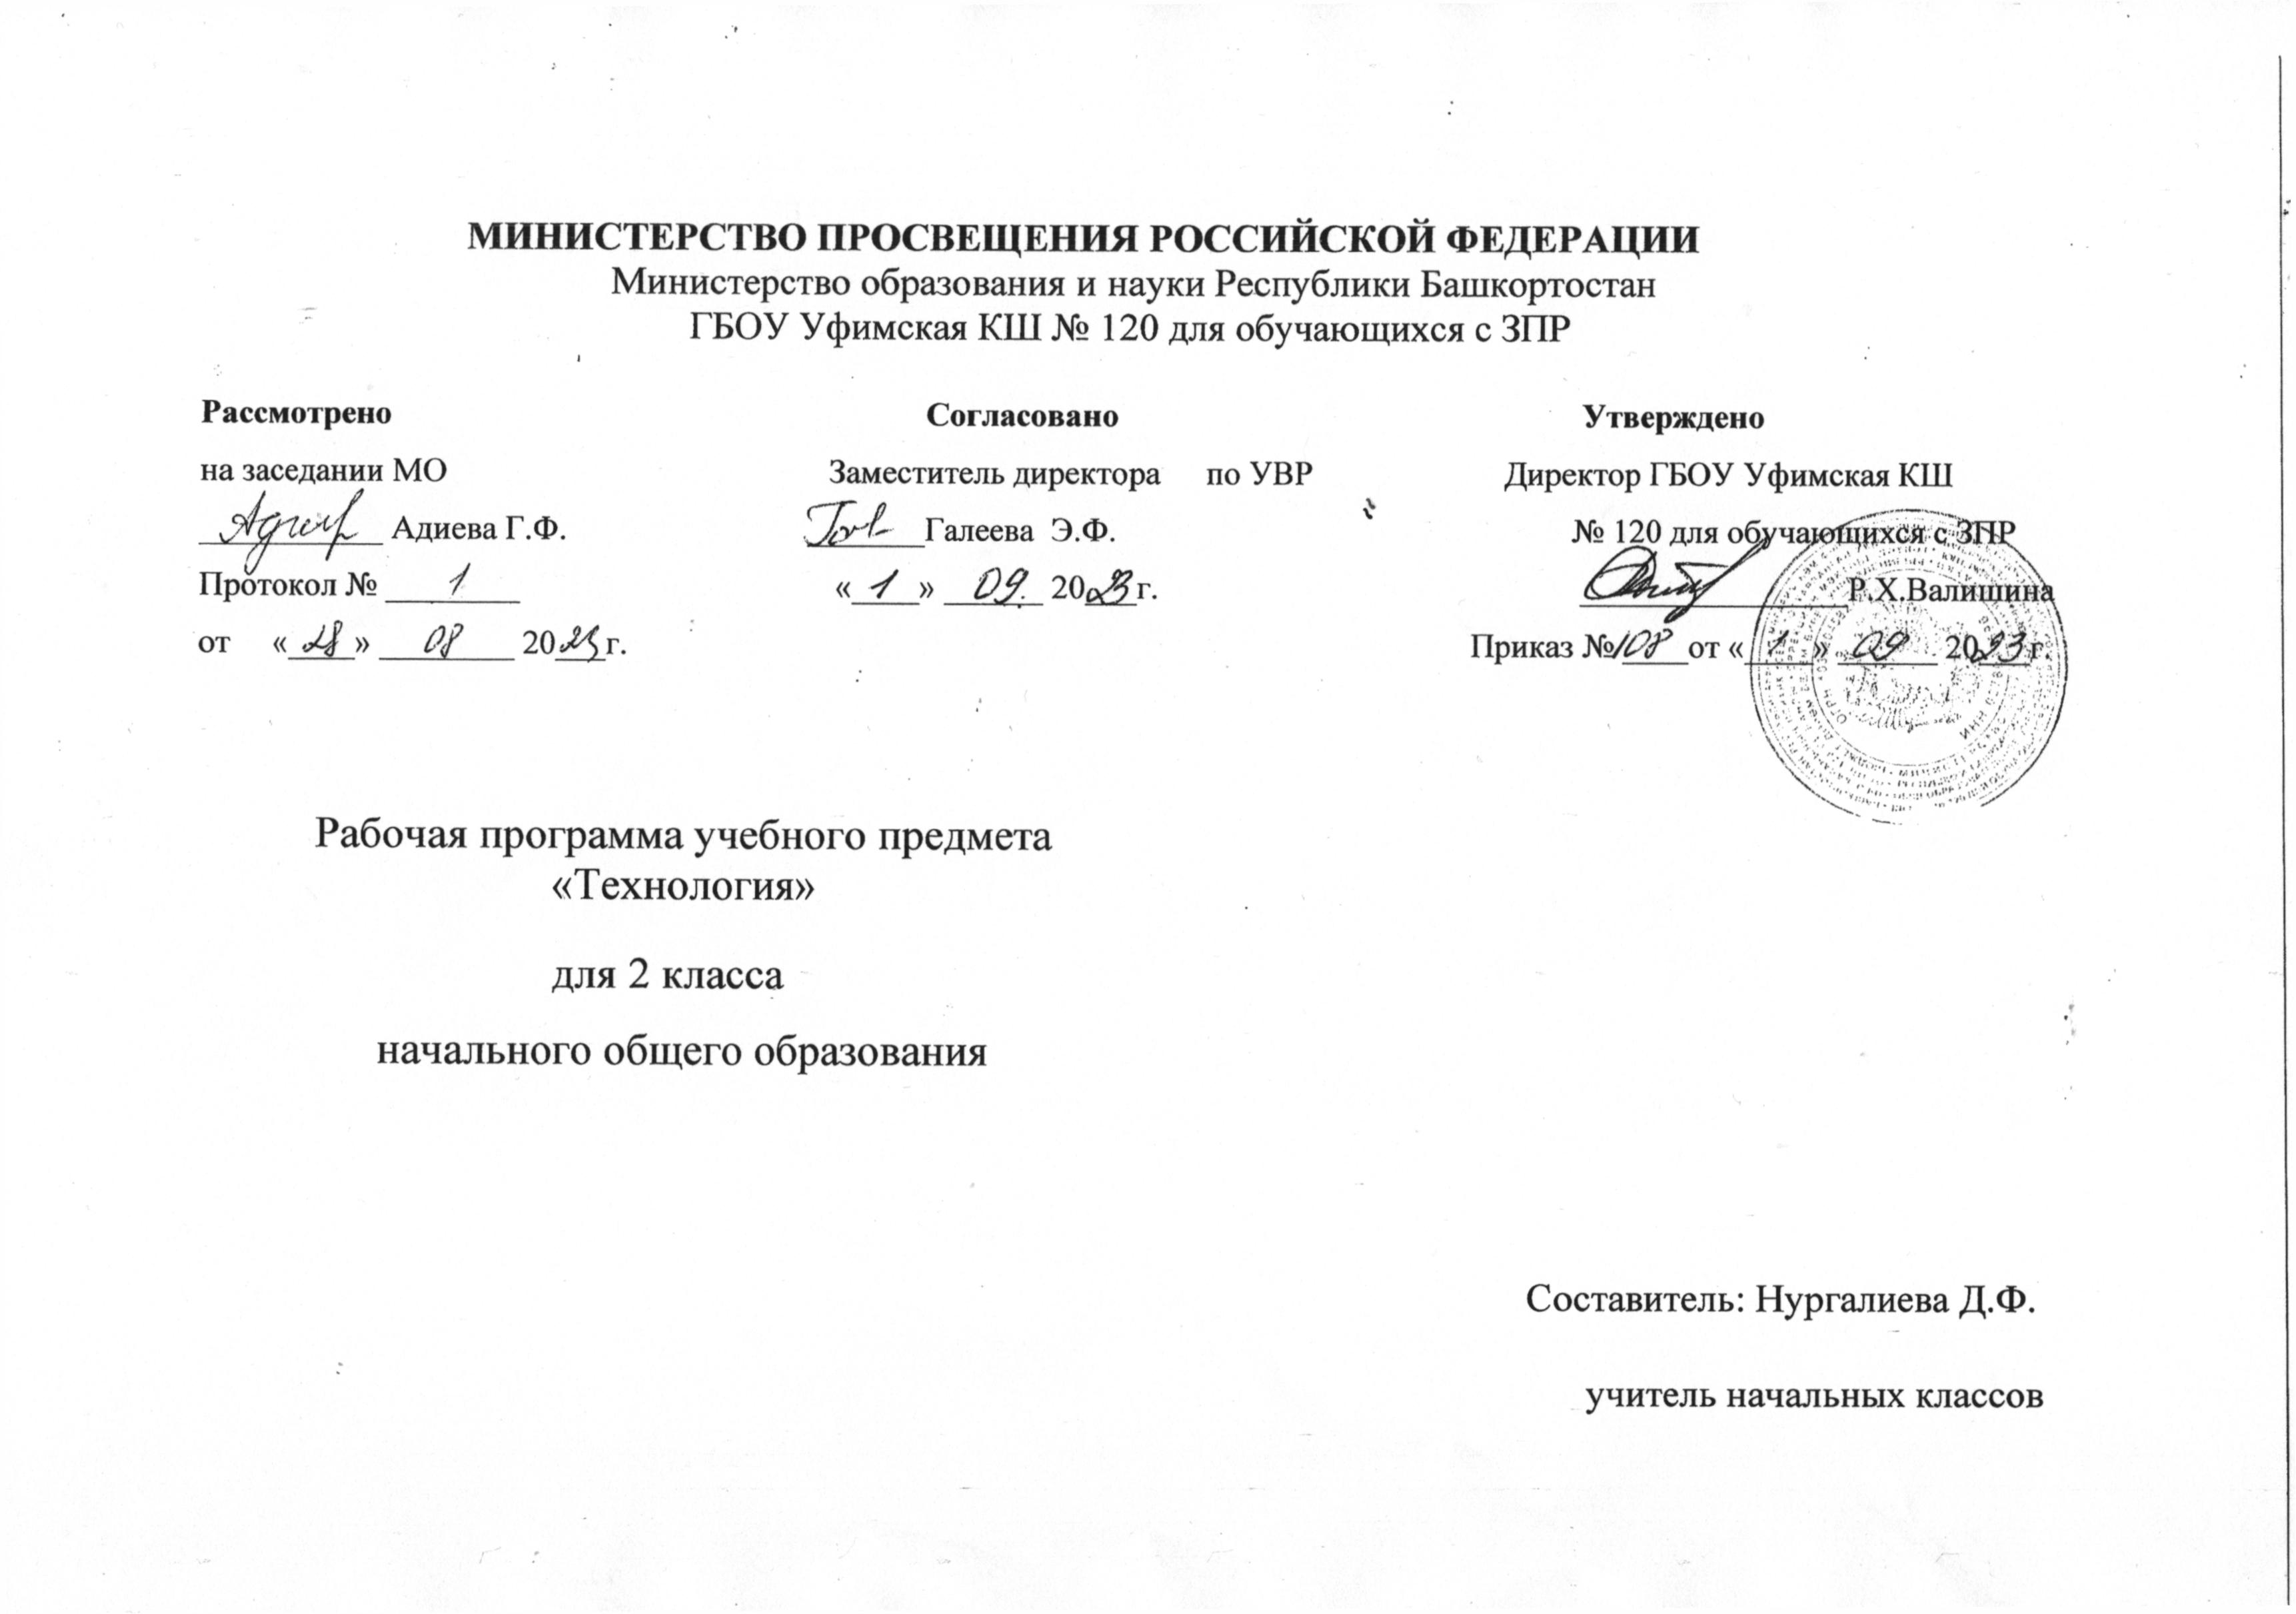 МИНИСТЕРСТВО ПРОСВЕЩЕНИЯ РОССИЙСКОЙ ФЕДЕРАЦИИ
Министерство образования и науки Республики Башкортостан
ГБОУ Уфимская КШ № 120 для обучающихся с ЗПР
Рассмотрено
на заседании МО
Адиева Г.Ф.
Протокол № 1
от «28» 08 2023г.
Согласовано
Заместитель директора по УВР
Галеева Э.Ф.
«1» 09. 2023г.
Утверждено
Директор ГБОУ Уфимская КШ
№ 120 для обучающихся с ЗПР
Р.Х.Валишина
Приказ №108 от «1» 09 2023г.
Рабочая программа учебного предмета
«Технология»
для 2 класса
начального общего образования
Составитель: Нургалиева Д.Ф.
учитель начальных классов